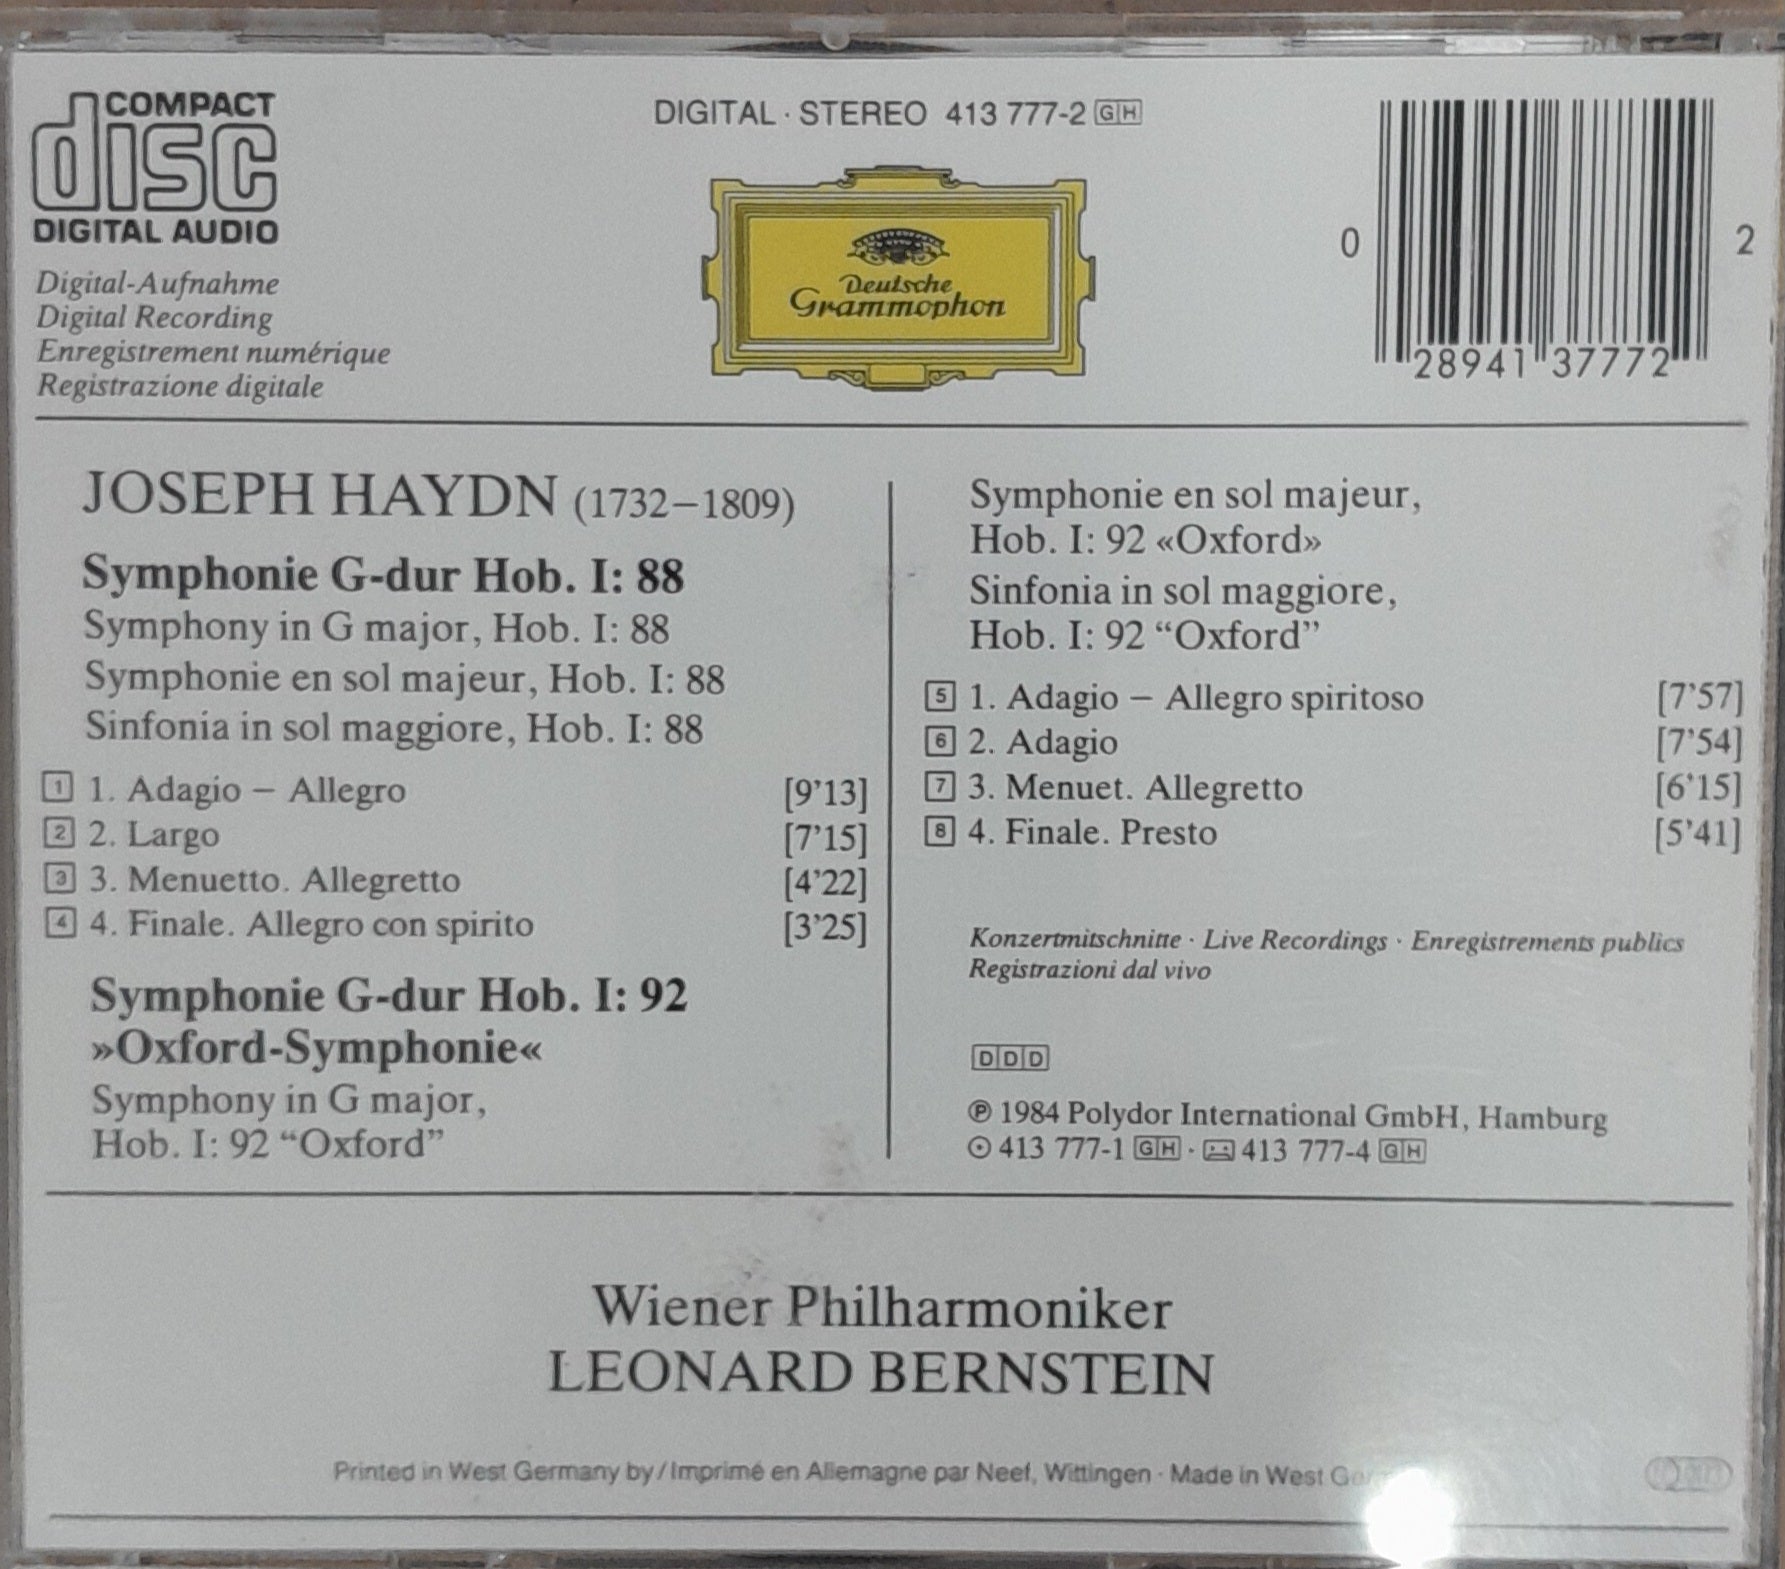 COMPACT
disc
DIGITAL AUDIO
Digital-Aufnahme
Digital Recording
Enregistrement numérique
Registrazione digitale
DIGITAL · STEREO 413 777-2 GH
Deutsche
Grammophon
0 28941 37772 2
JOSEPH HAYDN (1732–1809)
Symphonie G-dur Hob. I: 88
Symphony in G major, Hob. I: 88
Symphonie en sol majeur, Hob. I: 88
Sinfonia in sol maggiore, Hob. I: 88
1 1. Adagio – Allegro [9'13]
2 2. Largo [7'15]
3 3. Menuetto. Allegretto [4'22]
4 4. Finale. Allegro con spirito [3'25]
Symphonie G-dur Hob. I: 92
»Oxford-Symphonie«
Symphony in G major,
Hob. I: 92 “Oxford”
Symphonie en sol majeur,
Hob. I: 92 «Oxford»
Sinfonia in sol maggiore,
Hob. I: 92 “Oxford”
5 1. Adagio – Allegro spiritoso [7'57]
6 2. Adagio [7'54]
7 3. Menuet. Allegretto [6'15]
8 4. Finale. Presto [5'41]
Konzertmitschnitte · Live Recordings · Enregistrements publics
Registrazioni dal vivo
DDD
℗ 1984 Polydor International GmbH, Hamburg
413 777-1 GH · 413 777-4 GH
Wiener Philharmoniker
LEONARD BERNSTEIN
Printed in West Germany by / Imprimé en Allemagne par Neef, Wittingen · Made in West